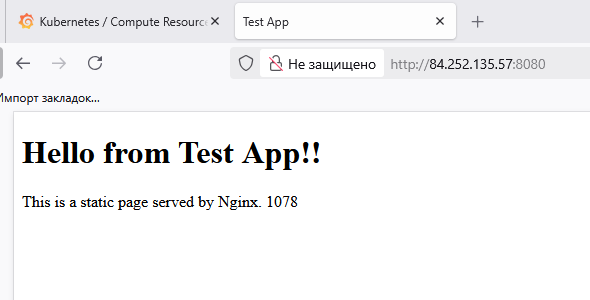 Kubernetes / Compute Resource
Test App
Не защищено
http://84.252.135.57:8080
Импорт закладок...
Hello from Test App!!
This is a static page served by Nginx. 1078